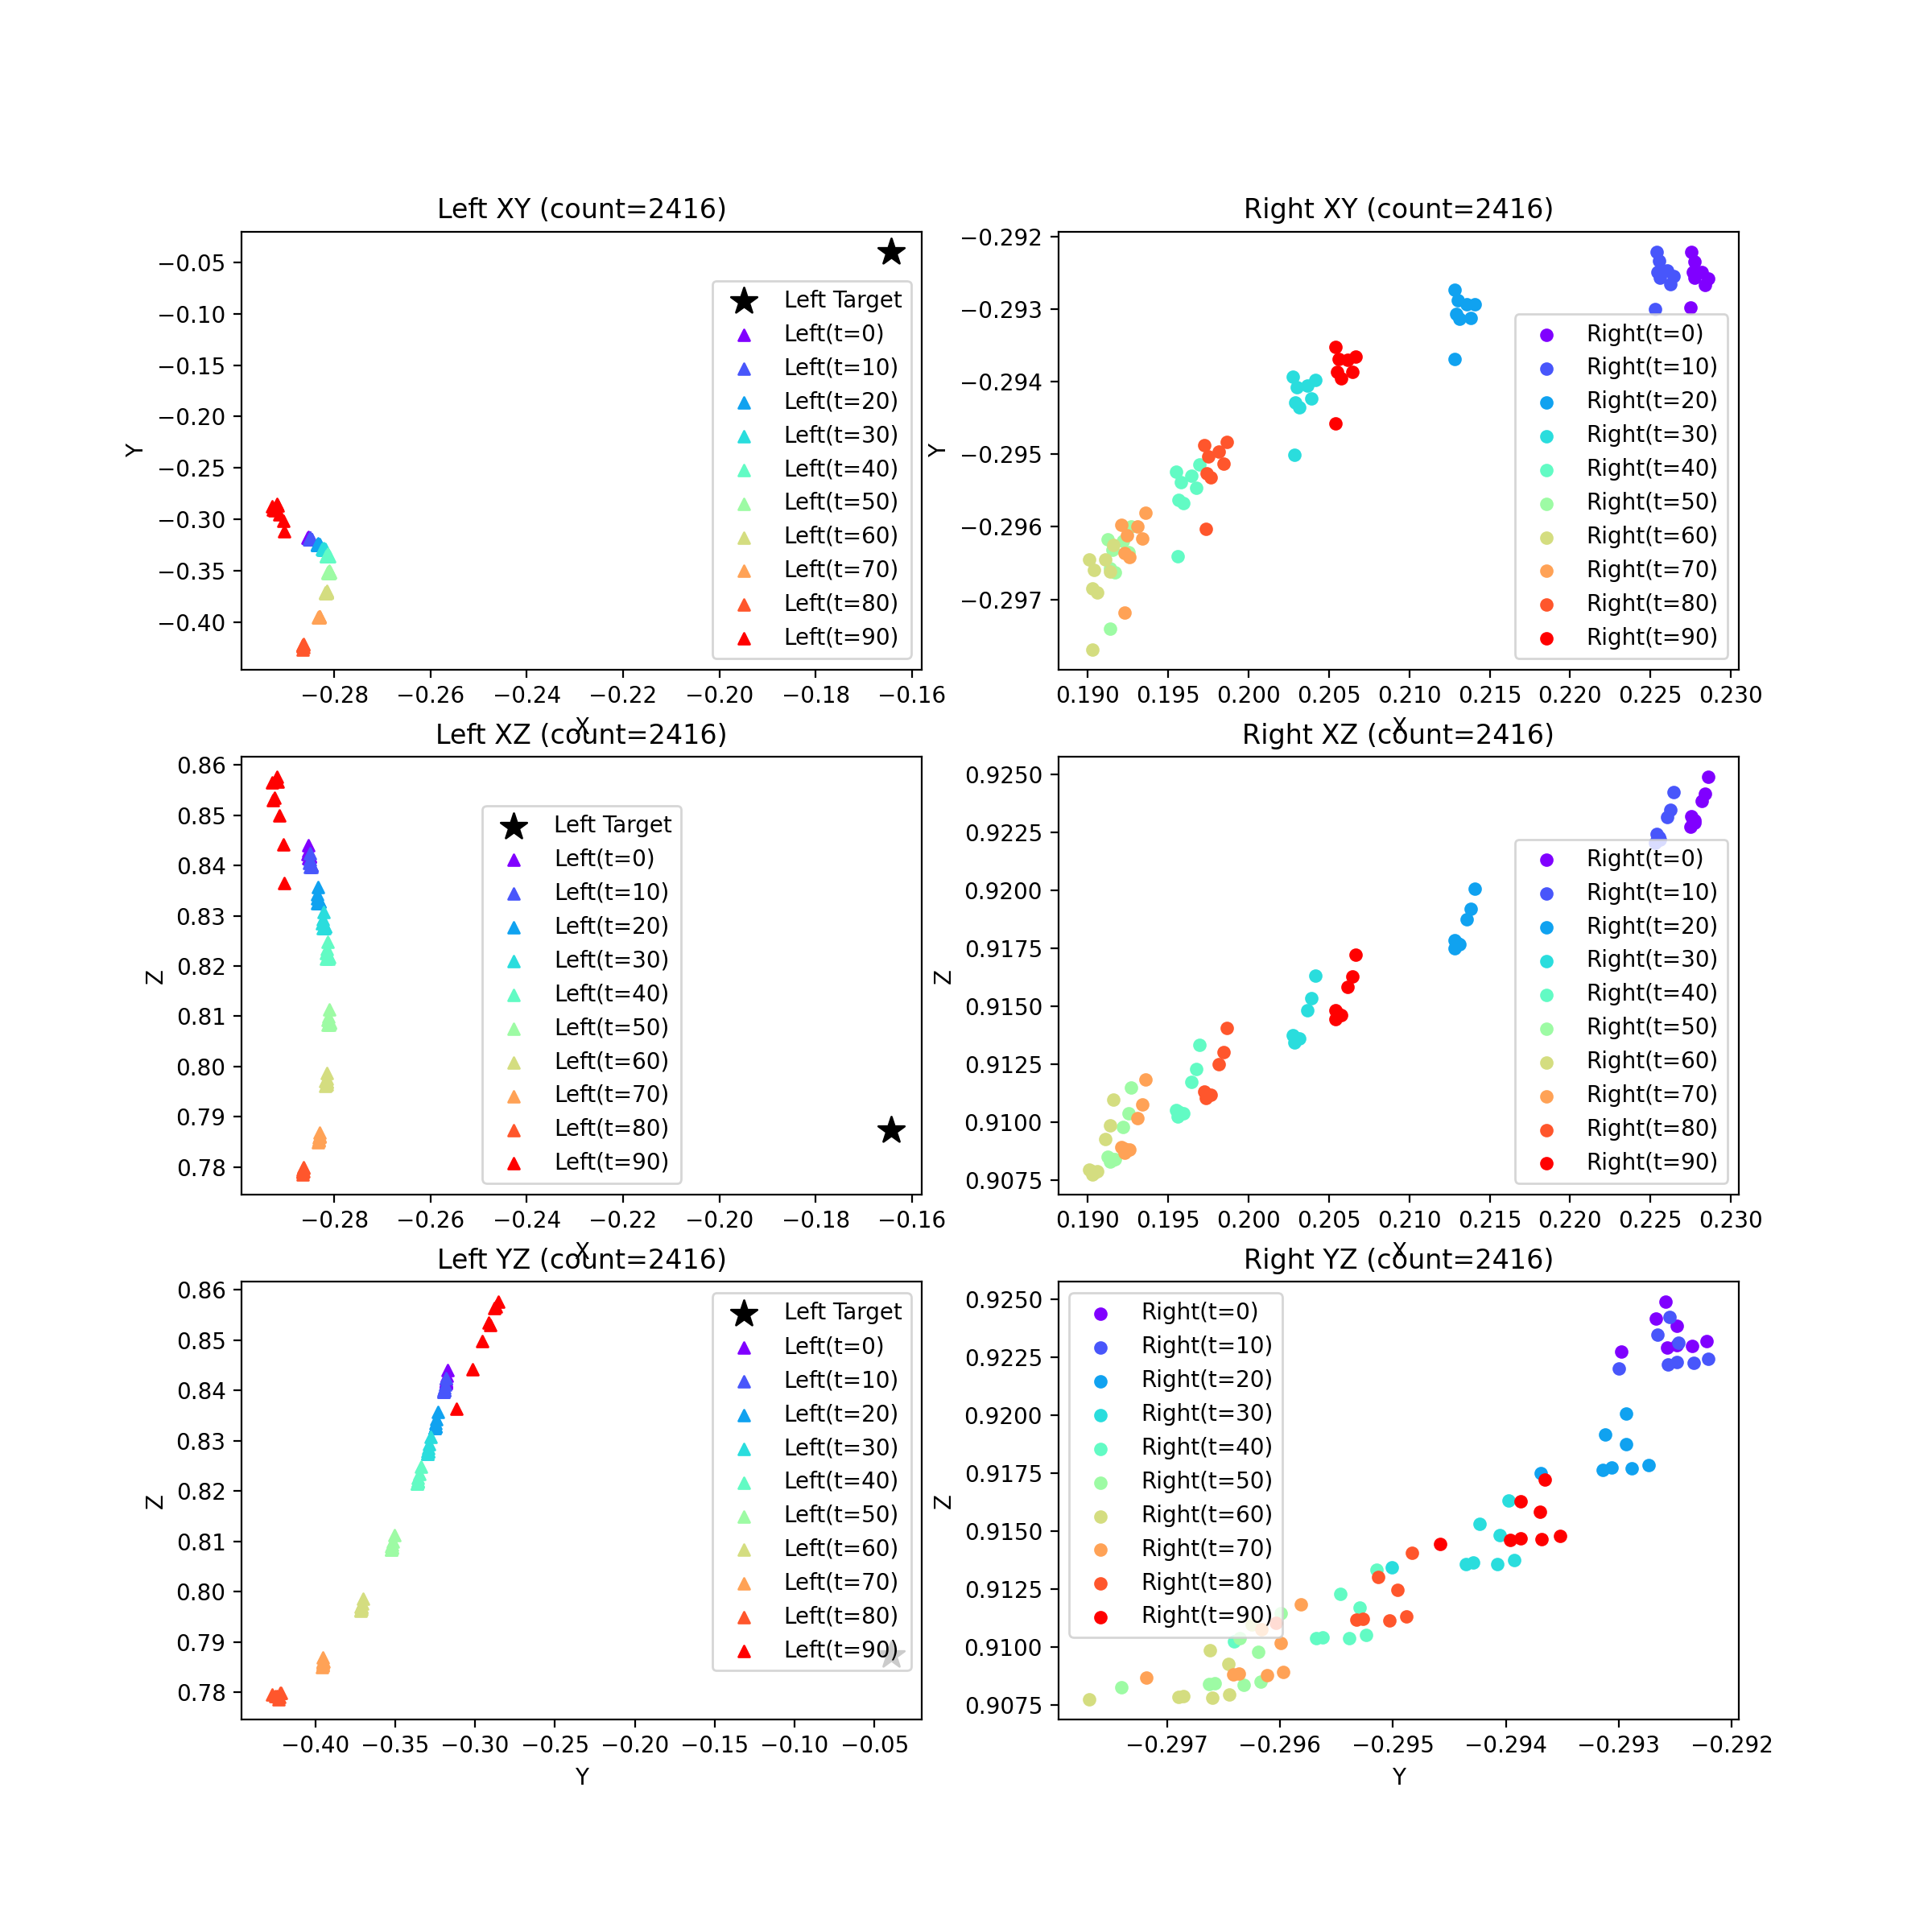 Left XY (count=2416)
−0.05
−0.10
−0.15
−0.20
−0.25
−0.30
−0.35
−0.40
Y
Left Target
Left(t=0)
Left(t=10)
Left(t=20)
Left(t=30)
Left(t=40)
Left(t=50)
Left(t=60)
Left(t=70)
Left(t=80)
Left(t=90)
−0.28 −0.26 −0.24 −0.22 −0.20 −0.18 −0.16
X
Right XY (count=2416)
−0.292
−0.293
−0.294
−0.295
−0.296
−0.297
Y
Right(t=0)
Right(t=10)
Right(t=20)
Right(t=30)
Right(t=40)
Right(t=50)
Right(t=60)
Right(t=70)
Right(t=80)
Right(t=90)
0.190 0.195 0.200 0.205 0.210 0.215 0.220 0.225 0.230
X
Left XZ (count=2416)
0.86
0.85
0.84
0.83
0.82
0.81
0.80
0.79
0.78
Z
Left Target
Left(t=0)
Left(t=10)
Left(t=20)
Left(t=30)
Left(t=40)
Left(t=50)
Left(t=60)
Left(t=70)
Left(t=80)
Left(t=90)
−0.28 −0.26 −0.24 −0.22 −0.20 −0.18 −0.16
X
Right XZ (count=2416)
0.9250
0.9225
0.9200
0.9175
0.9150
0.9125
0.9100
0.9075
Z
Right(t=0)
Right(t=10)
Right(t=20)
Right(t=30)
Right(t=40)
Right(t=50)
Right(t=60)
Right(t=70)
Right(t=80)
Right(t=90)
0.190 0.195 0.200 0.205 0.210 0.215 0.220 0.225 0.230
X
Left YZ (count=2416)
0.86
0.85
0.84
0.83
0.82
0.81
0.80
0.79
0.78
Z
Left Target
Left(t=0)
Left(t=10)
Left(t=20)
Left(t=30)
Left(t=40)
Left(t=50)
Left(t=60)
Left(t=70)
Left(t=80)
Left(t=90)
−0.40 −0.35 −0.30 −0.25 −0.20 −0.15 −0.10 −0.05
Y
Right YZ (count=2416)
0.9250
0.9225
0.9200
0.9175
0.9150
0.9125
0.9100
0.9075
Z
Right(t=0)
Right(t=10)
Right(t=20)
Right(t=30)
Right(t=40)
Right(t=50)
Right(t=60)
Right(t=70)
Right(t=80)
Right(t=90)
−0.297 −0.296 −0.295 −0.294 −0.293 −0.292
Y